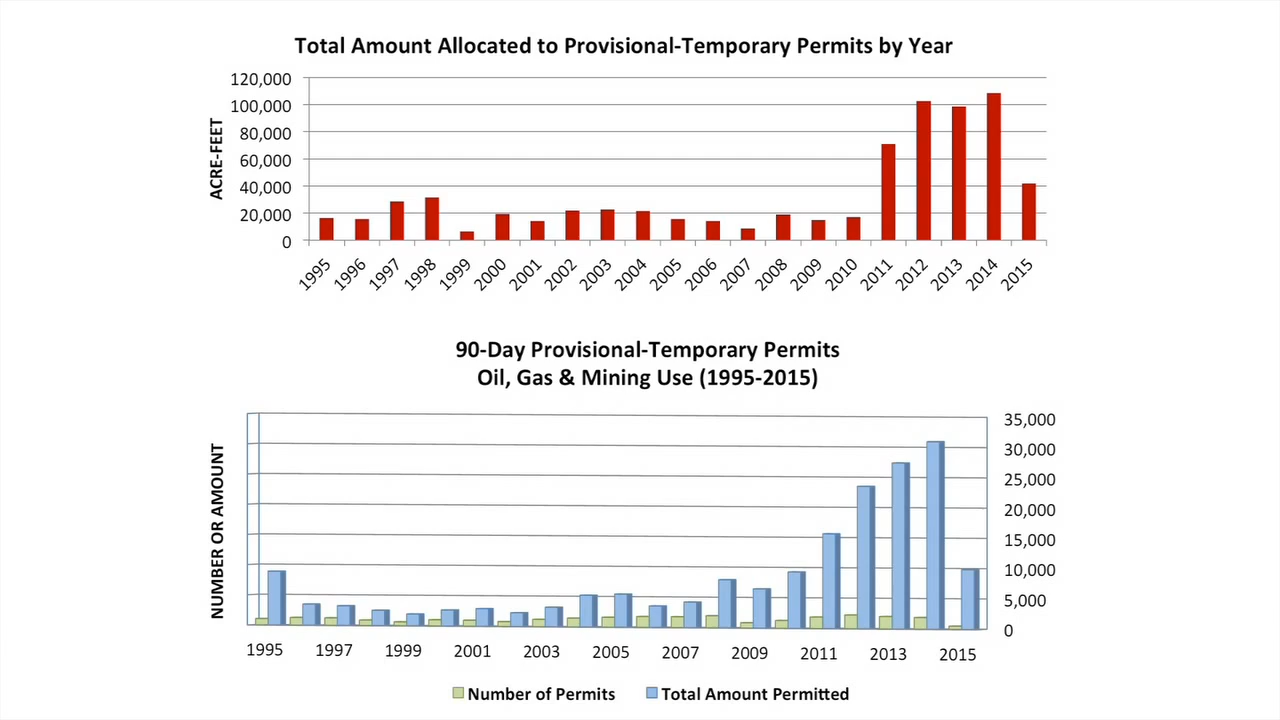 Total Amount Allocated to Provisional-Temporary Permits by Year
120,000
100,000
80,000
60,000
40,000
20,000
0
ACRE-FEET
1995 1996 1997 1998 1999 2000 2001 2002 2003 2004 2005 2006 2007 2008 2009 2010 2011 2012 2013 2014 2015
90-Day Provisional-Temporary Permits
Oil, Gas & Mining Use (1995-2015)
NUMBER OR AMOUNT
35,000
30,000
25,000
20,000
15,000
10,000
5,000
0
1995 1997 1999 2001 2003 2005 2007 2009 2011 2013 2015
Number of Permits Total Amount Permitted